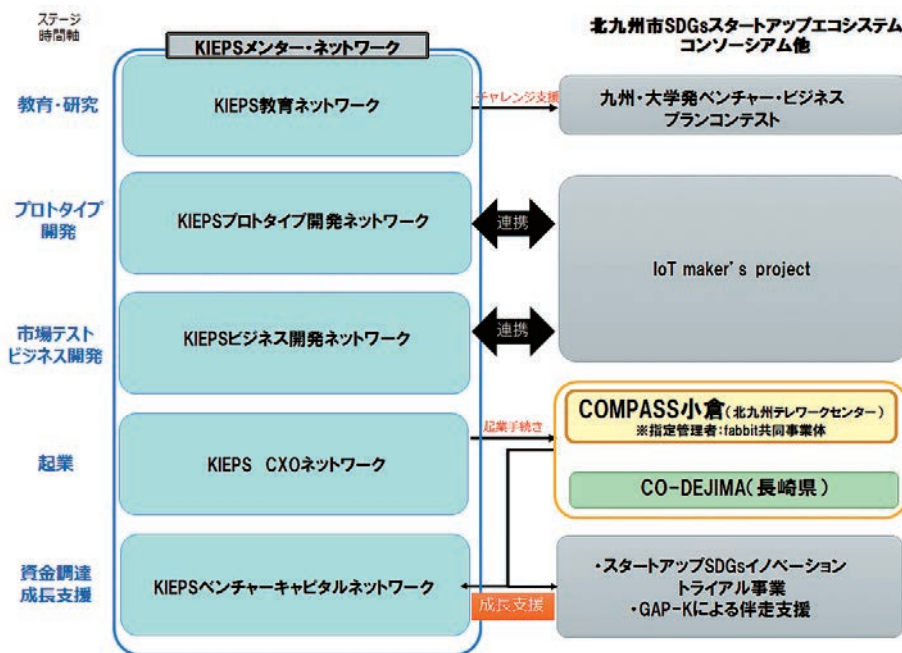 ステージ
時間軸
KIEPSメンター・ネットワーク
北九州市SDGsスタートアップエコシステム
コンソーシアム他
教育・研究
KIEPS教育ネットワーク
チャレンジ支援
九州・大学発ベンチャー・ビジネス
プランコンテスト
プロトタイプ
開発
KIEPSプロトタイプ開発ネットワーク
連携
IoT maker's project
市場テスト
ビジネス開発
KIEPSビジネス開発ネットワーク
連携
起業
KIEPS CXOネットワーク
起業手続き
COMPASS小倉(北九州テレワークセンター)
※指定管理者:fabbit共同事業体
CO-DEJIMA(長崎県)
資金調達
成長支援
KIEPSベンチャーキャピタルネットワーク
成長支援
・スタートアップSDGsイノベーション
トライアル事業
・GAP-Kによる伴走支援